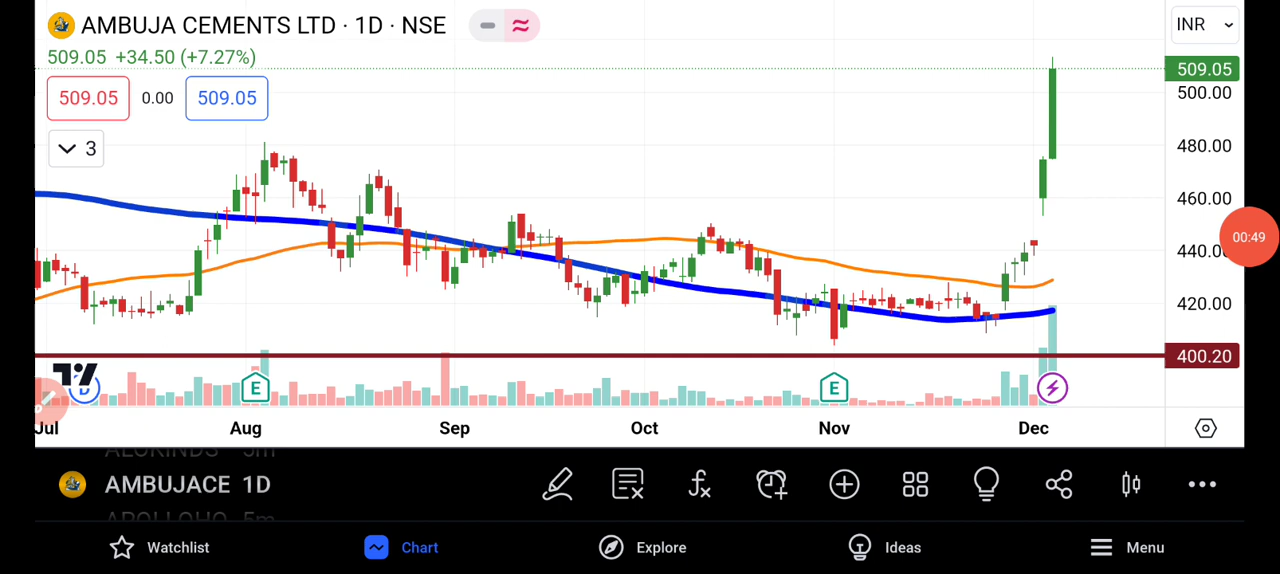 AMBUJA CEMENTS LTD · 1D · NSE
INR
509.05 +34.50 (+7.27%)
509.05 0.00 509.05
3
509.05
500.00
480.00
460.00
00:49
440.00
420.00
400.20
E E
Jul Aug Sep Oct Nov Dec
AMBUJACE 1D
APOLLOHO 5m
Watchlist Chart Explore Ideas Menu